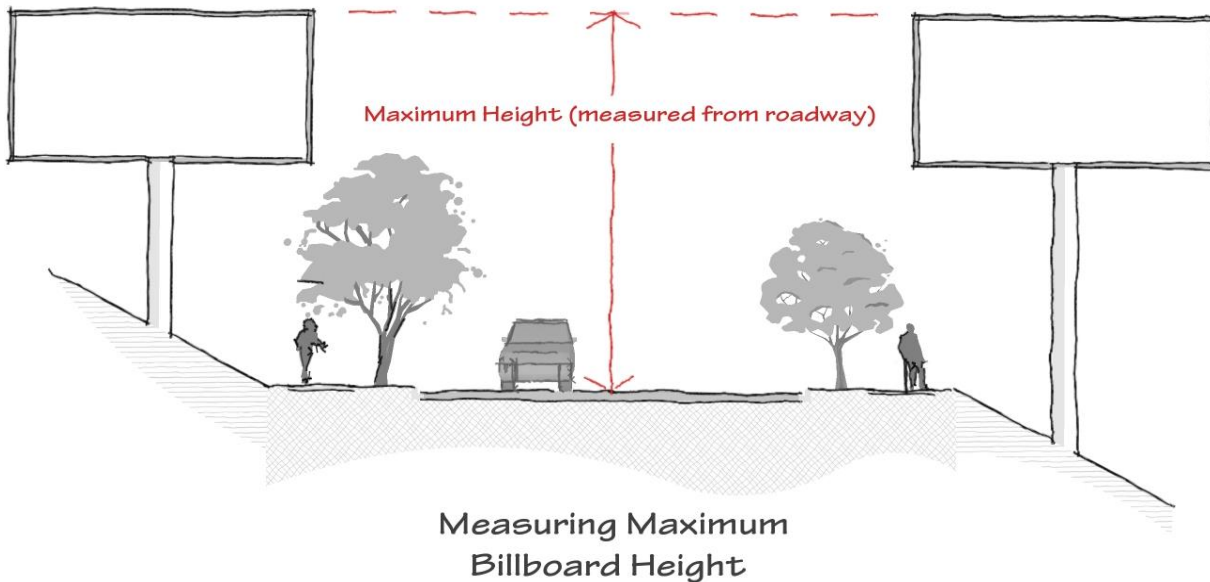 Maximum Height (measured from roadway)
Measuring Maximum
Billboard Height